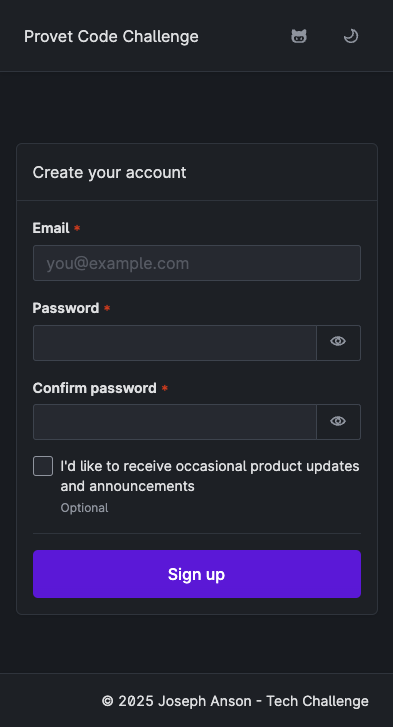 Provet Code Challenge
Create your account
Email *
you@example.com
Password *
Confirm password *
I'd like to receive occasional product updates
and announcements
Optional
Sign up
© 2025 Joseph Anson - Tech Challenge